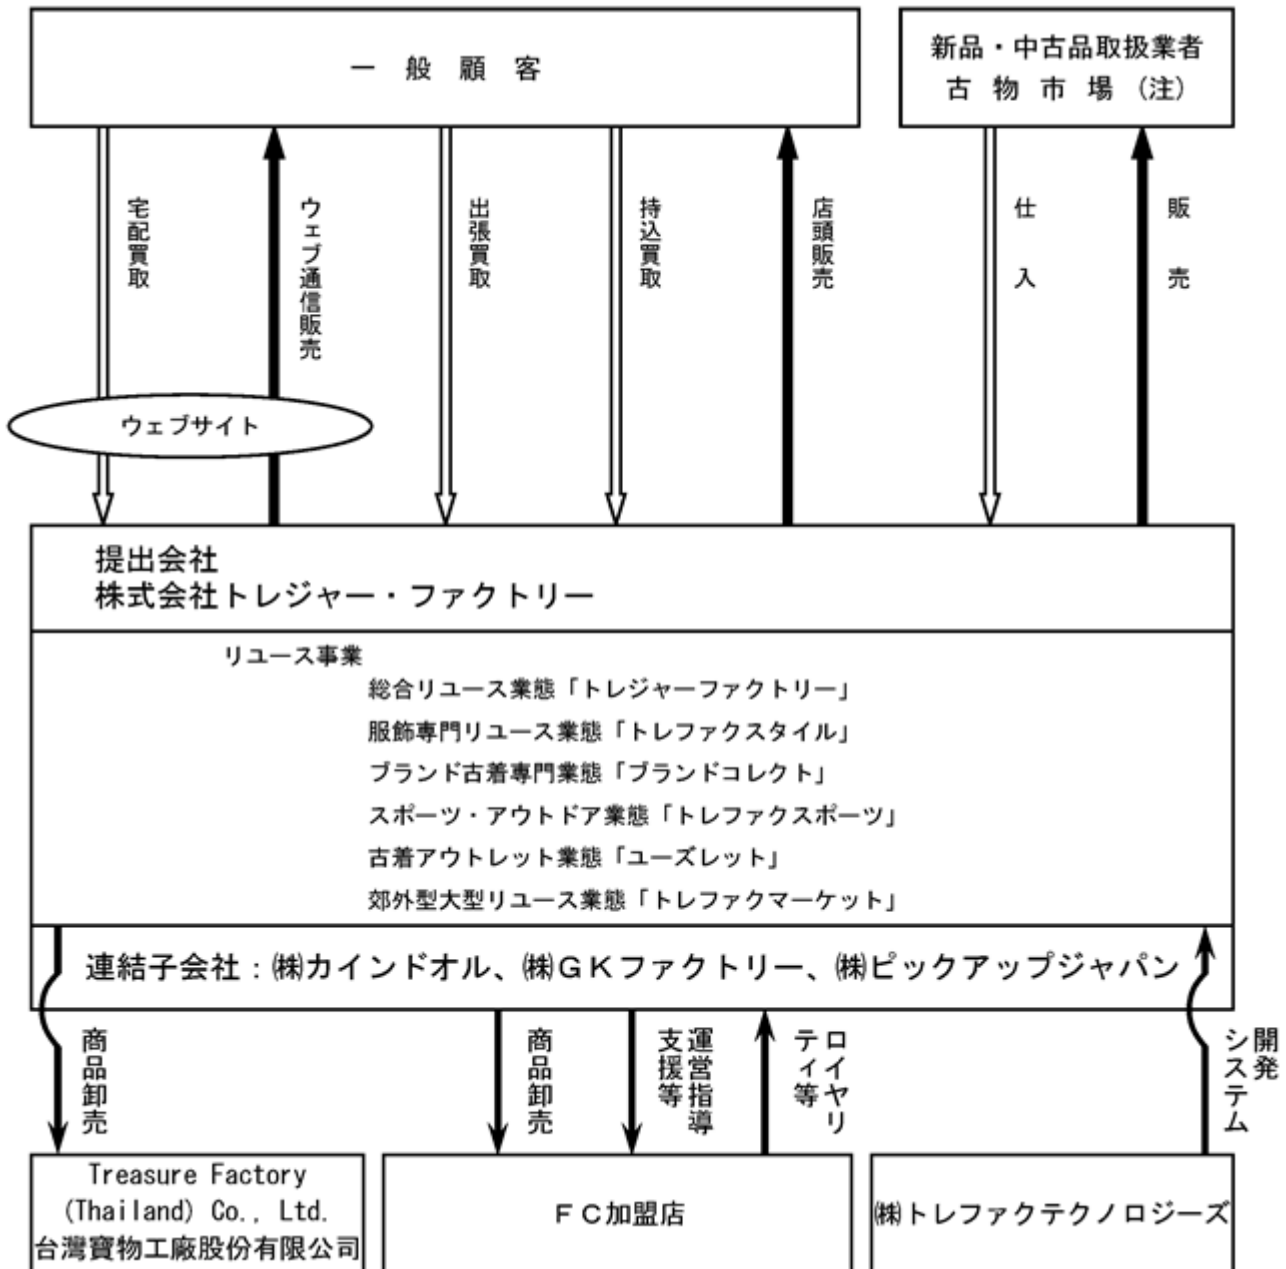 一般顧客
新品・中古品取扱業者
古物市場（注）
宅配買取
ウェブ通信販売
出張買取
持込買取
店頭販売
仕入
販売
ウェブサイト
提出会社
株式会社トレジャー・ファクトリー
リユース事業
総合リユース業態「トレジャーファクトリー」
服飾専門リユース業態「トレファクスタイル」
ブランド古着専門業態「ブランドコレクト」
スポーツ・アウトドア業態「トレファクスポーツ」
古着アウトレット業態「ユーズレット」
郊外型大型リユース業態「トレファクマーケット」
連結子会社：㈱カインドオル、㈱ＧＫファクトリー、㈱ピックアップジャパン
商品卸売
商品卸売
運営指導
支援等
ロイヤリ
ティ等
システム
開発
Treasure Factory
(Thailand) Co., Ltd.
台灣寶物工廠股份有限公司
ＦＣ加盟店
㈱トレファクテクノロジーズ